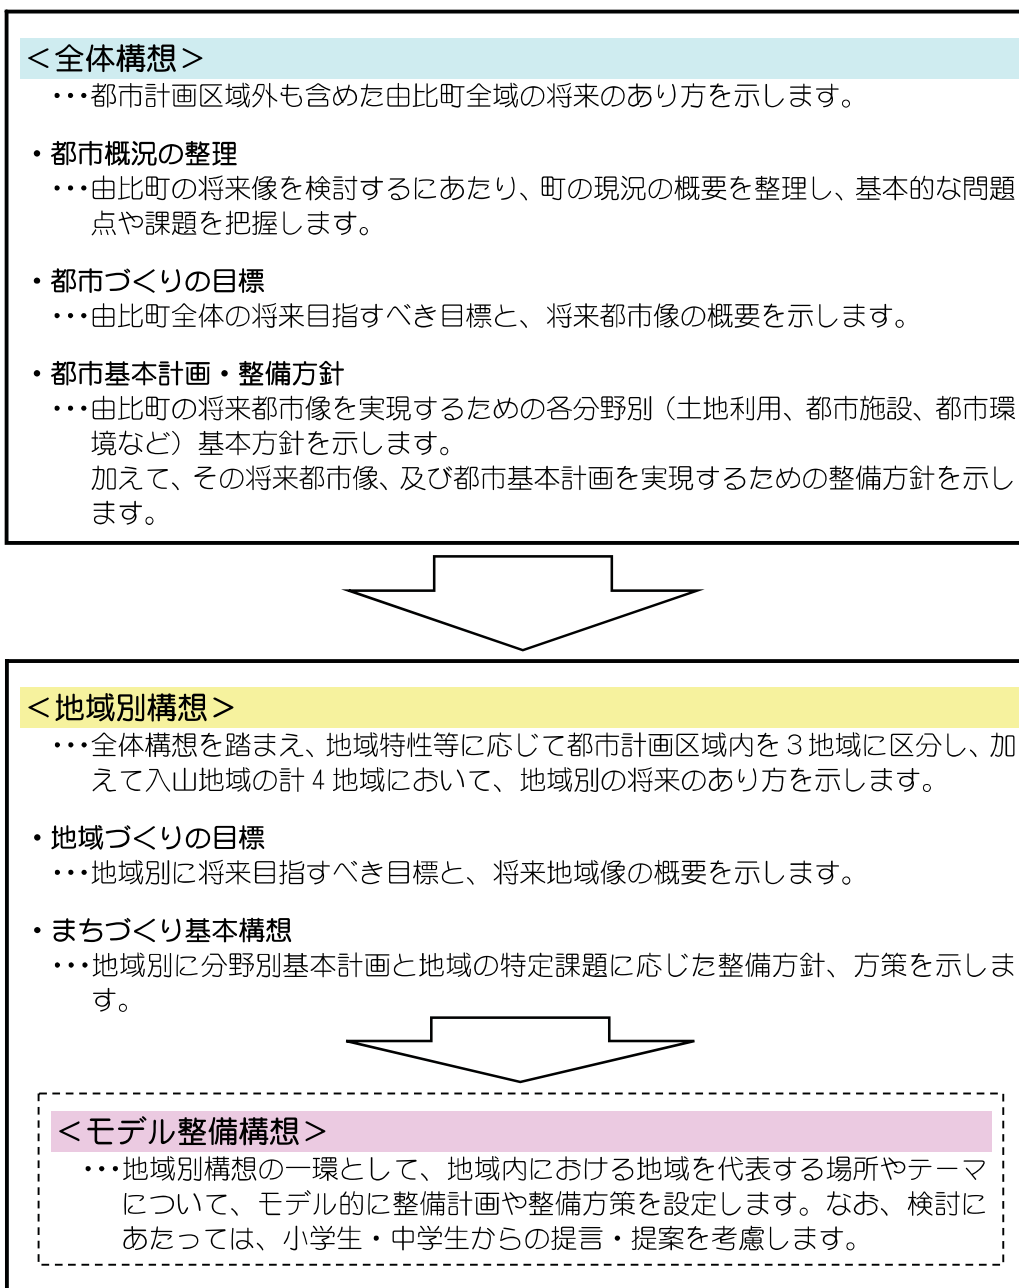 ＜全体構想＞
･･･都市計画区域外も含めた由比町全域の将来のあり方を示します。
・都市概況の整理
･･･由比町の将来像を検討するにあたり、町の現況の概要を整理し、基本的な問題
点や課題を把握します。
・都市づくりの目標
･･･由比町全体の将来目指すべき目標と、将来都市像の概要を示します。
・都市基本計画・整備方針
･･･由比町の将来都市像を実現するための各分野別（土地利用、都市施設、都市環
境など）基本方針を示します。
加えて、その将来都市像、及び都市基本計画を実現するための整備方針を示し
ます。
＜地域別構想＞
･･･全体構想を踏まえ、地域特性等に応じて都市計画区域内を３地域に区分し、加
えて入山地域の計４地域において、地域別の将来のあり方を示します。
・地域づくりの目標
･･･地域別に将来目指すべき目標と、将来地域像の概要を示します。
・まちづくり基本構想
･･･地域別に分野別基本計画と地域の特定課題に応じた整備方針、方策を示しま
す。
＜モデル整備構想＞
･･･地域別構想の一環として、地域内における地域を代表する場所やテーマ
について、モデル的に整備計画や整備方策を設定します。なお、検討に
あたっては、小学生・中学生からの提言・提案を考慮します。